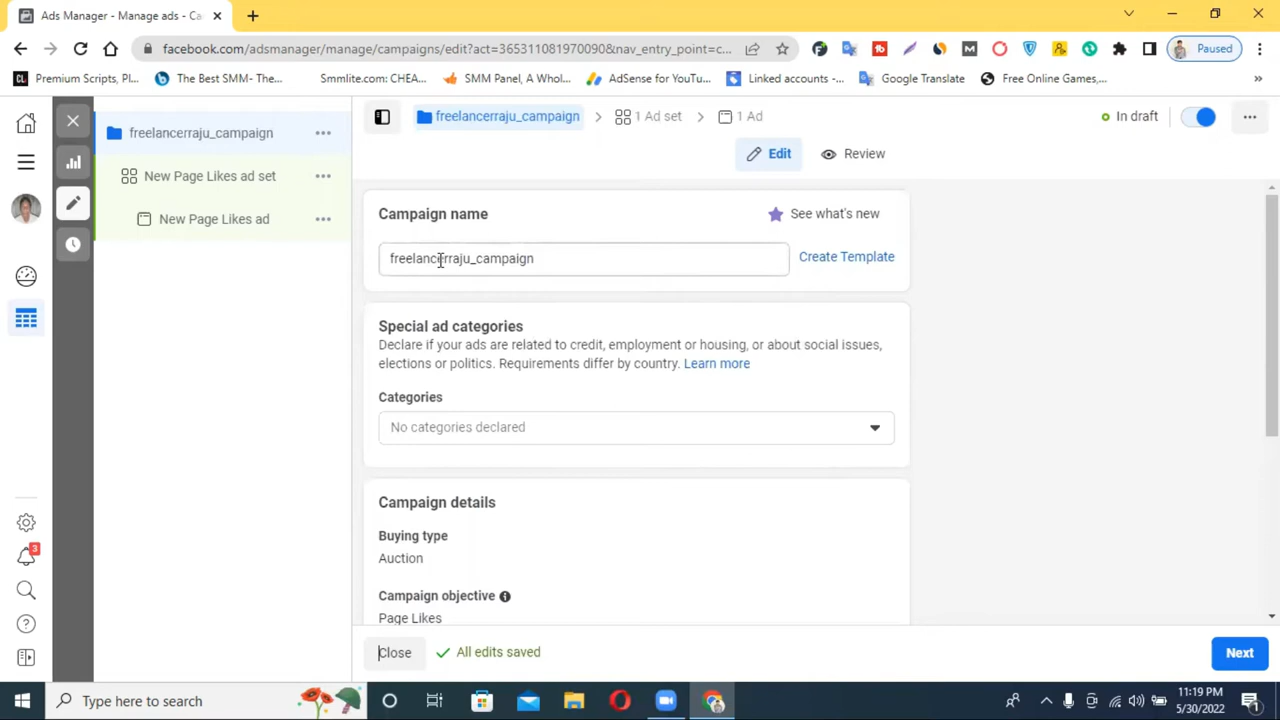 Ads Manager - Manage ads - Ca
Paused
facebook.com/adsmanager/manage/campaigns/edit?act=365311081970090&nav_entry_point=c...
Premium Scripts, Pl...
The Best SMM- The...
Smmlite.com: CHEA...
SMM Panel, A Whol...
AdSense for YouTu...
Linked accounts -...
Google Translate
Free Online Games,...
freelancerraju_campaign
New Page Likes ad set
New Page Likes ad
freelancerraju_campaign
1 Ad set
1 Ad
In draft
Edit
Review
Campaign name
See what's new
freelancerraju_campaign
Create Template
Special ad categories
Declare if your ads are related to credit, employment or housing, or about social issues,
elections or politics. Requirements differ by country. Learn more
Categories
No categories declared
Campaign details
Buying type
Auction
Campaign objective
Page Likes
3
Close
All edits saved
Next
Type here to search
11:19 PM
5/30/2022
1